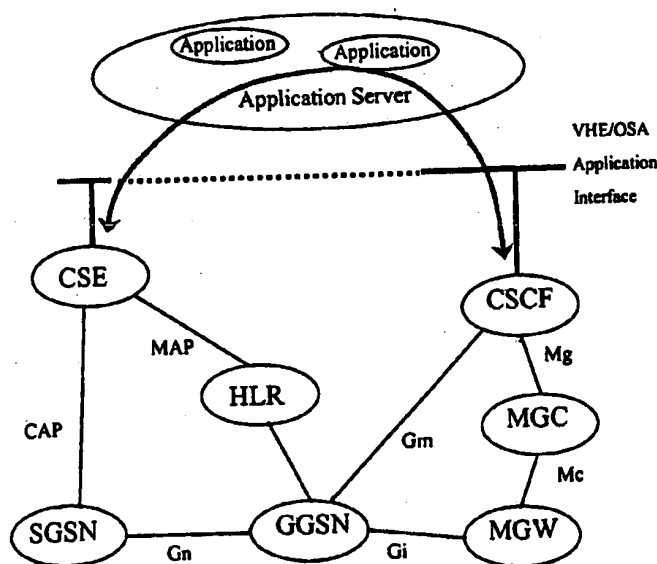 Application
Application
Application Server
VHE/OSA
Application
Interface
CSE
CSCF
MAP
Mg
HLR
MGC
CAP
Gm
Mc
SGSN
GGSN
MGW
Gn
Gi